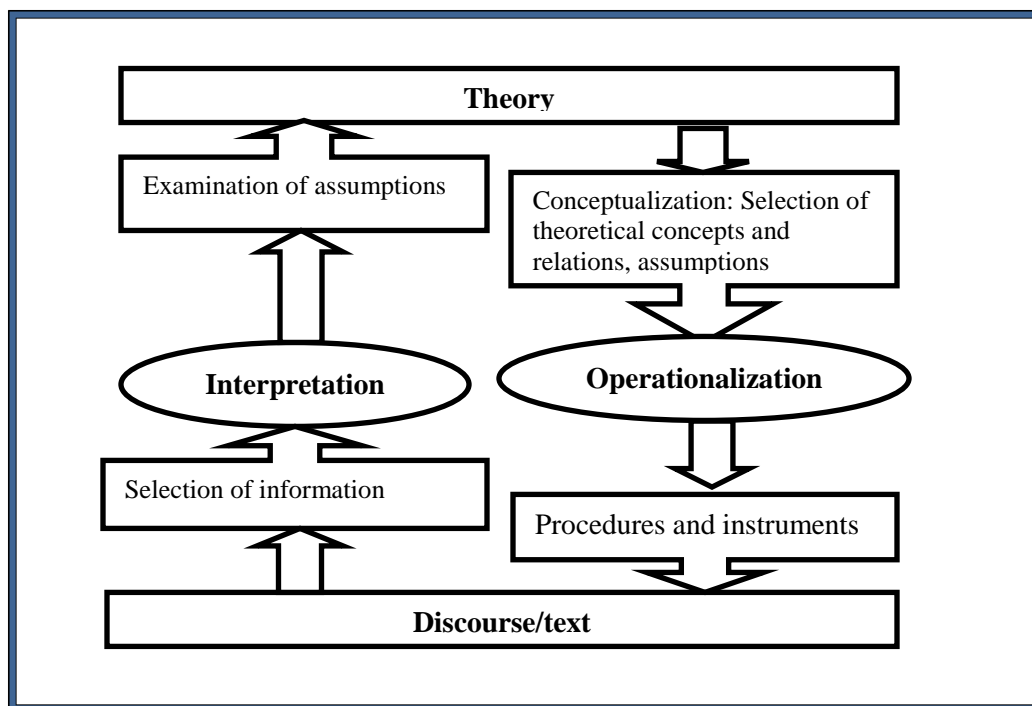 Theory
Examination of assumptions
Conceptualization: Selection of
theoretical concepts and
relations, assumptions
Interpretation
Operationalization
Selection of information
Procedures and instruments
Discourse/text